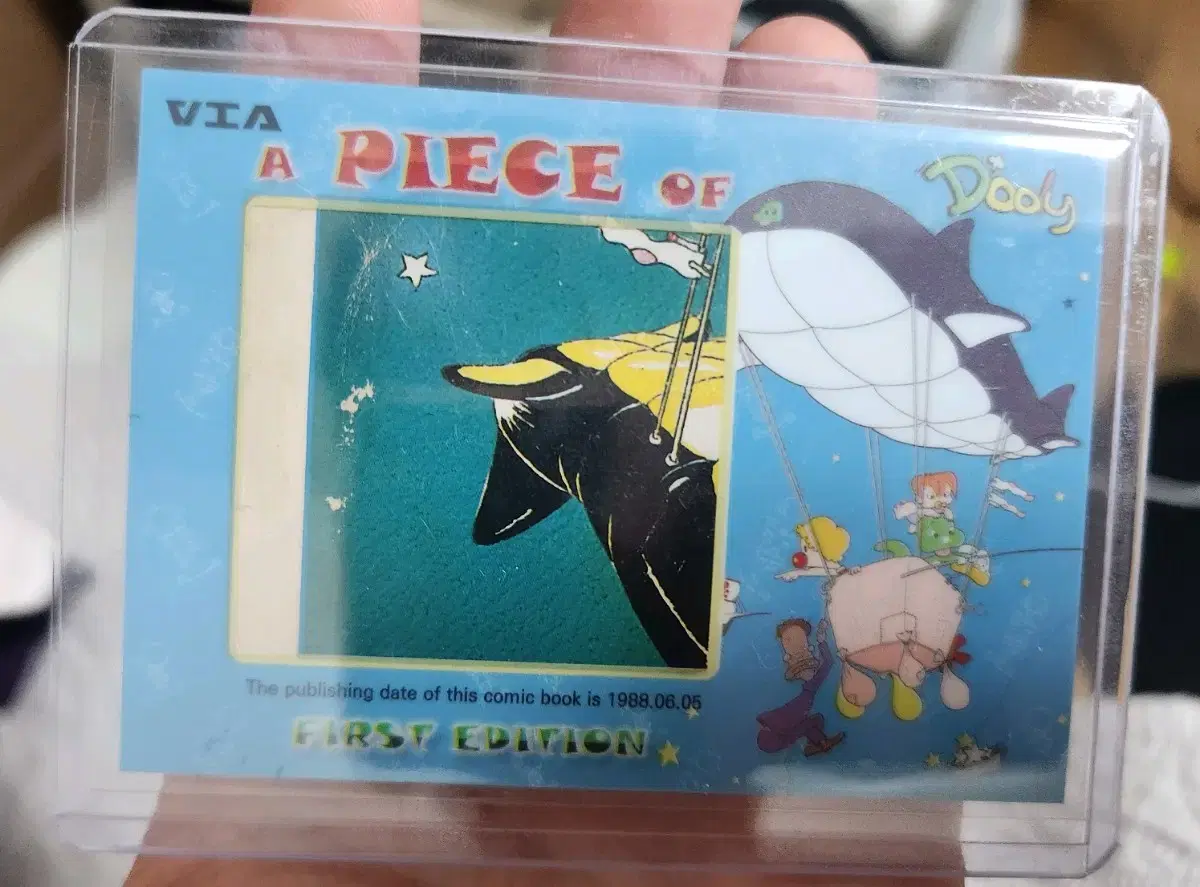 VIA
A PIECE OF
Dooly
The publishing date of this comic book is 1988.06.05
FIRST EDITION